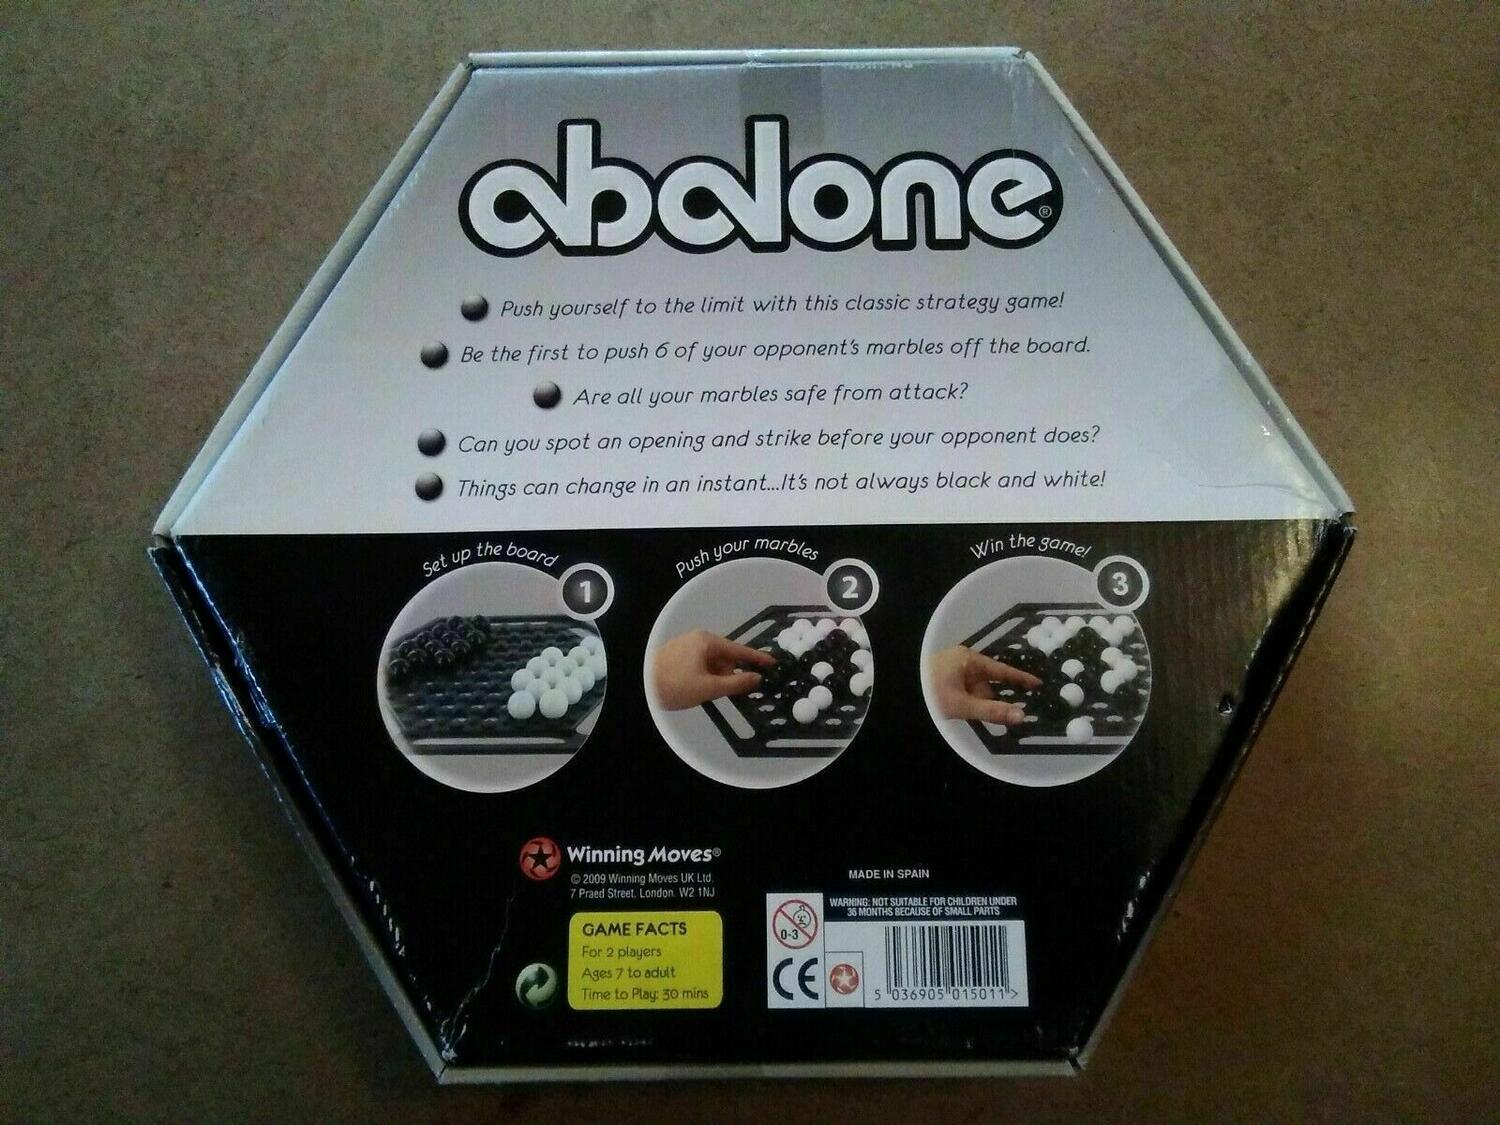 abalone®
Push yourself to the limit with this classic strategy game!
Be the first to push 6 of your opponent's marbles off the board.
Are all your marbles safe from attack?
Can you spot an opening and strike before your opponent does?
Things can change in an instant...It's not always black and white!
Set up the board
1
Push your marbles
2
Win the game!
3
Winning Moves®
© 2009 Winning Moves UK Ltd.
7 Praed Street. London. W2 1NJ
GAME FACTS
For 2 players
Ages 7 to adult
Time to Play: 30 mins
MADE IN SPAIN
WARNING: NOT SUITABLE FOR CHILDREN UNDER
36 MONTHS BECAUSE OF SMALL PARTS
0-3
CE
5 036905 015011 >